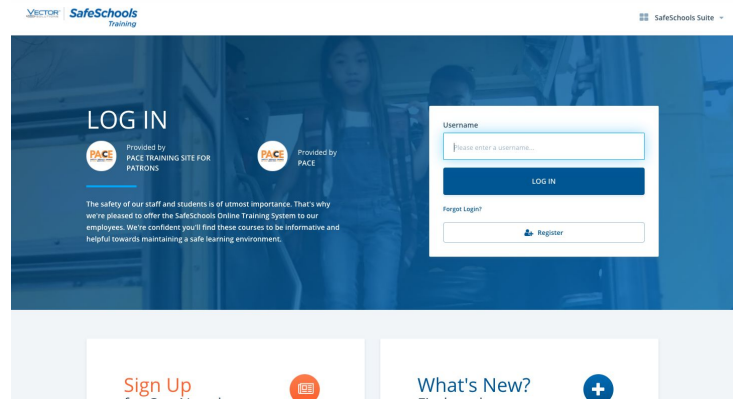 VECTOR SafeSchools
Training
SafeSchools Suite
LOG IN
PACE
Provided by
PACE TRAINING SITE FOR
PATRONS
PACE
Provided by
PACE
The safety of our staff and students is of utmost importance. That's why
we're pleased to offer the SafeSchools Online Training System to our
employees. We're confident you'll find these courses to be informative and
helpful towards maintaining a safe learning environment.
Username
Please enter a username...
LOG IN
Forgot Login?
Register
Sign Up
What's New?